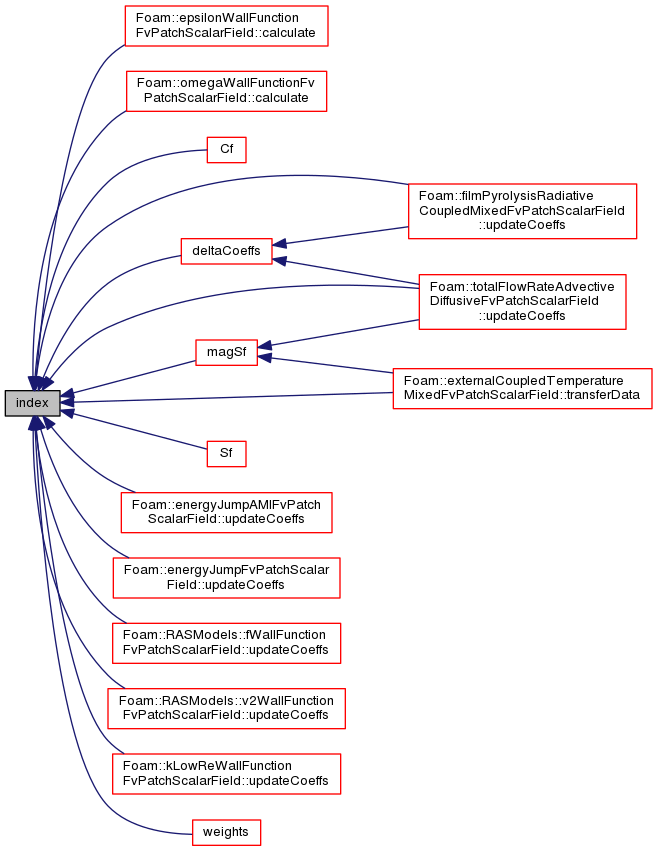 Foam::epsilonWallFunction
FvPatchScalarField::calculate
Foam::omegaWallFunctionFv
PatchScalarField::calculate
Cf
Foam::filmPyrolysisRadiative
CoupledMixedFvPatchScalarField
::updateCoeffs
deltaCoeffs
Foam::totalFlowRateAdvective
DiffusiveFvPatchScalarField
::updateCoeffs
magSf
Foam::externalCoupledTemperature
MixedFvPatchScalarField::transferData
index
Sf
Foam::energyJumpAMIFvPatch
ScalarField::updateCoeffs
Foam::energyJumpFvPatchScalar
Field::updateCoeffs
Foam::RASModels::fWallFunction
FvPatchScalarField::updateCoeffs
Foam::RASModels::v2WallFunction
FvPatchScalarField::updateCoeffs
Foam::kLowReWallFunction
FvPatchScalarField::updateCoeffs
weights